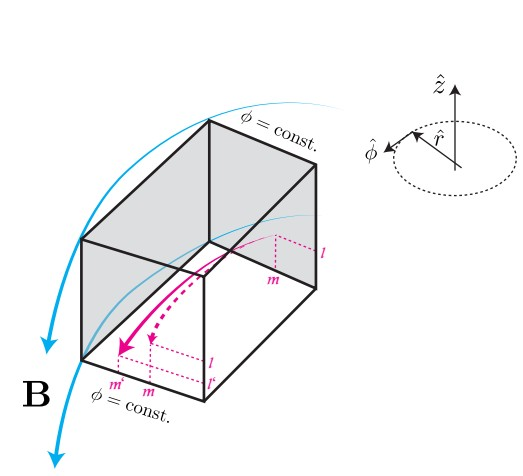 ẑ
ϕ = const.
r̂
ϕ̂
l
m
l
m‘ m l‘
B
ϕ = const.